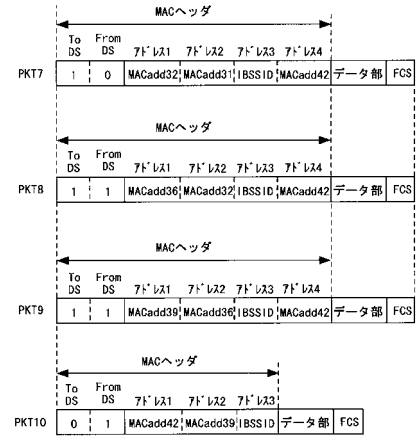 MACヘッダ
To DS From DS アドレス1 アドレス2 アドレス3 アドレス4
PKT7 1 0 MACadd32 MACadd31 IBSSID MACadd42 データ部 FCS
MACヘッダ
To DS From DS アドレス1 アドレス2 アドレス3 アドレス4
PKT8 1 1 MACadd36 MACadd32 IBSSID MACadd42 データ部 FCS
MACヘッダ
To DS From DS アドレス1 アドレス2 アドレス3 アドレス4
PKT9 1 1 MACadd39 MACadd36 IBSSID MACadd42 データ部 FCS
MACヘッダ
To DS From DS アドレス1 アドレス2 アドレス3
PKT10 0 1 MACadd42 MACadd39 IBSSID データ部 FCS